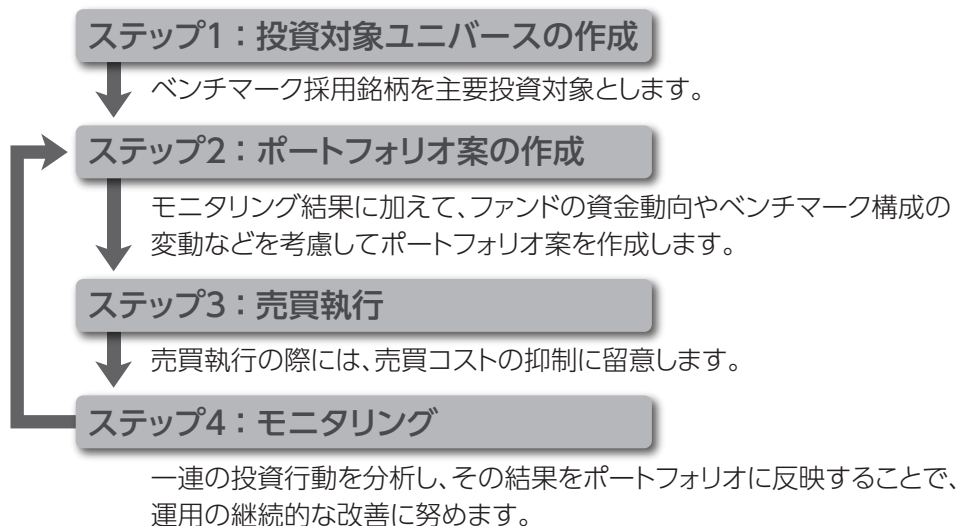 ステップ1：投資対象ユニバースの作成
ベンチマーク採用銘柄を主要投資対象とします。
ステップ2：ポートフォリオ案の作成
モニタリング結果に加えて、ファンドの資金動向やベンチマーク構成の
変動などを考慮してポートフォリオ案を作成します。
ステップ3：売買執行
売買執行の際には、売買コストの抑制に留意します。
ステップ4：モニタリング
一連の投資行動を分析し、その結果をポートフォリオに反映することで、
運用の継続的な改善に努めます。